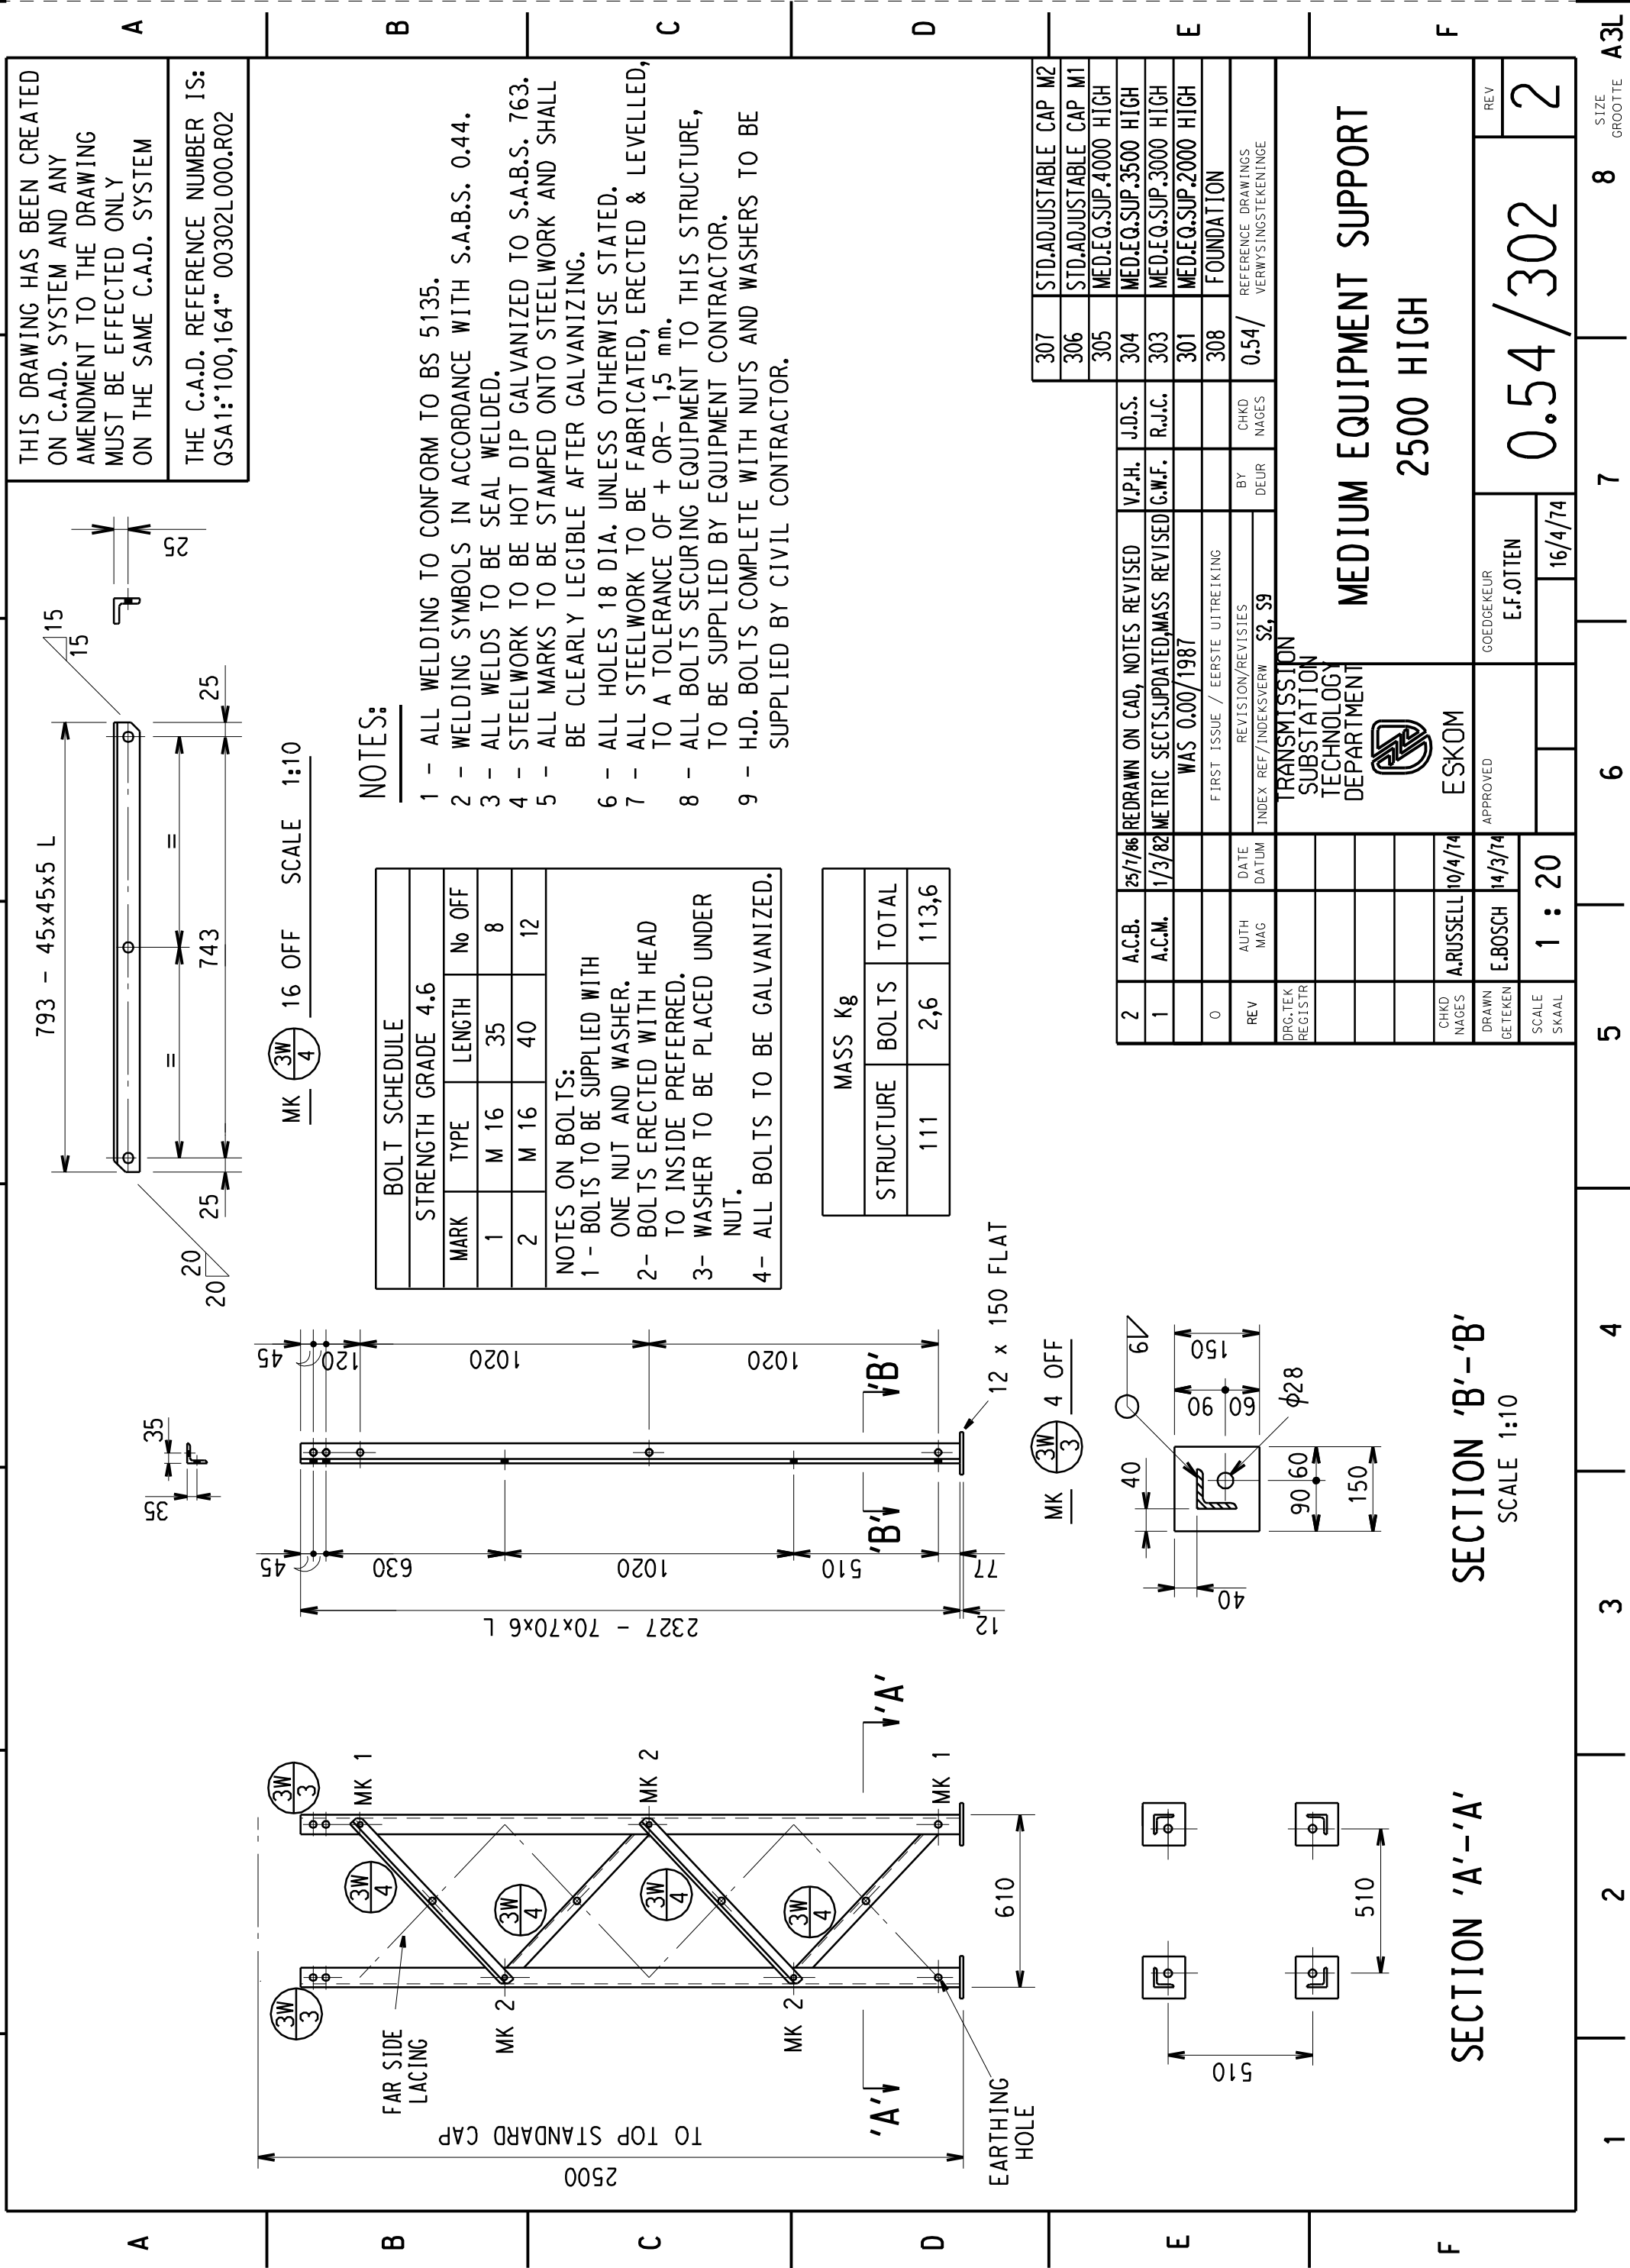 THIS DRAWING HAS BEEN CREATED
ON C.A.D. SYSTEM AND ANY
AMENDMENT TO THE DRAWING
MUST BE EFFECTED ONLY
ON THE SAME C.A.D. SYSTEM
THE C.A.D. REFERENCE NUMBER IS:
QSA1:"100,164" 00302L000.R02
793 - 45x45x5 L
15
15
20
20
25
25
743
=
=
25
MK 3W/4 16 OFF SCALE 1:10
NOTES:
1 - ALL WELDING TO CONFORM TO BS 5135.
2 - WELDING SYMBOLS IN ACCORDANCE WITH S.A.B.S. 0.44.
3 - ALL WELDS TO BE SEAL WELDED.
4 - STEELWORK TO BE HOT DIP GALVANIZED TO S.A.B.S. 763.
5 - ALL MARKS TO BE STAMPED ONTO STEELWORK AND SHALL
BE CLEARLY LEGIBLE AFTER GALVANIZING.
6 - ALL HOLES 18 DIA. UNLESS OTHERWISE STATED.
7 - ALL STEELWORK TO BE FABRICATED, ERECTED & LEVELLED,
TO A TOLERANCE OF + OR- 1,5 mm.
8 - ALL BOLTS SECURING EQUIPMENT TO THIS STRUCTURE,
TO BE SUPPLIED BY EQUIPMENT CONTRACTOR.
9 - H.D. BOLTS COMPLETE WITH NUTS AND WASHERS TO BE
SUPPLIED BY CIVIL CONTRACTOR.
BOLT SCHEDULE
STRENGTH GRADE 4.6
MARK TYPE LENGTH No OFF
1 M 16 35 8
2 M 16 40 12
NOTES ON BOLTS:
1 - BOLTS TO BE SUPPLIED WITH
ONE NUT AND WASHER.
2- BOLTS ERECTED WITH HEAD
TO INSIDE PREFERRED.
3- WASHER TO BE PLACED UNDER
NUT.
4- ALL BOLTS TO BE GALVANIZED.
MASS Kg
STRUCTURE BOLTS TOTAL
111 2,6 113,6
35
35
45
120
1020
1020
45
630
1020
510
77
12
2327 - 70x70x6 L
'B' 'B'
12 x 150 FLAT
MK 3W/3 4 OFF
40
40
6
150
90
60
ϕ28
90 60
150
SECTION 'B'-'B'
SCALE 1:10
3W/3
3W/3
MK 1
3W/4
FAR SIDE
LACING
3W/4
MK 2
MK 2
3W/4
3W/4
MK 2
MK 1
2500
TO TOP STANDARD CAP
'A' 'A'
EARTHING
HOLE
610
510
510
SECTION 'A'-'A'
307 STD.ADJUSTABLE CAP M2
306 STD.ADJUSTABLE CAP M1
305 MED.EQ.SUP.4000 HIGH
304 MED.EQ.SUP.3500 HIGH
303 MED.EQ.SUP.3000 HIGH
301 MED.EQ.SUP.2000 HIGH
308 FOUNDATION
0.54/ REFERENCE DRAWINGS
VERWYSINGSTEKENINGE
2 A.C.B. 25/7/86 REDRAWN ON CAD, NOTES REVISED V.P.H. J.D.S.
1 A.C.M. 1/3/82 METRIC SECTS.UPDATED,MASS REVISED G.W.F. R.J.C.
WAS 0.00/1987
0 FIRST ISSUE / EERSTE UITREIKING
REV AUTH MAG DATE DATUM REVISION/REVISIES BY DEUR CHKD NAGES
INDEX REF/INDEKSVERW S2, S9
DRG.TEK
REGISTR
TRANSMISSION
SUBSTATION
TECHNOLOGY
DEPARTMENT
ESKOM
MEDIUM EQUIPMENT SUPPORT
2500 HIGH
CHKD NAGES A.RUSSELL 10/4/74
DRAWN GETEKEN E.BOSCH 14/3/74
SCALE SKAAL 1 : 20
APPROVED GOEDGEKEUR
E.F.OTTEN
16/4/74
0.54/302
REV
2
SIZE
GROOTTE
A3L
A B C D E F
A B C D E F
1 2 3 4 5 6 7 8